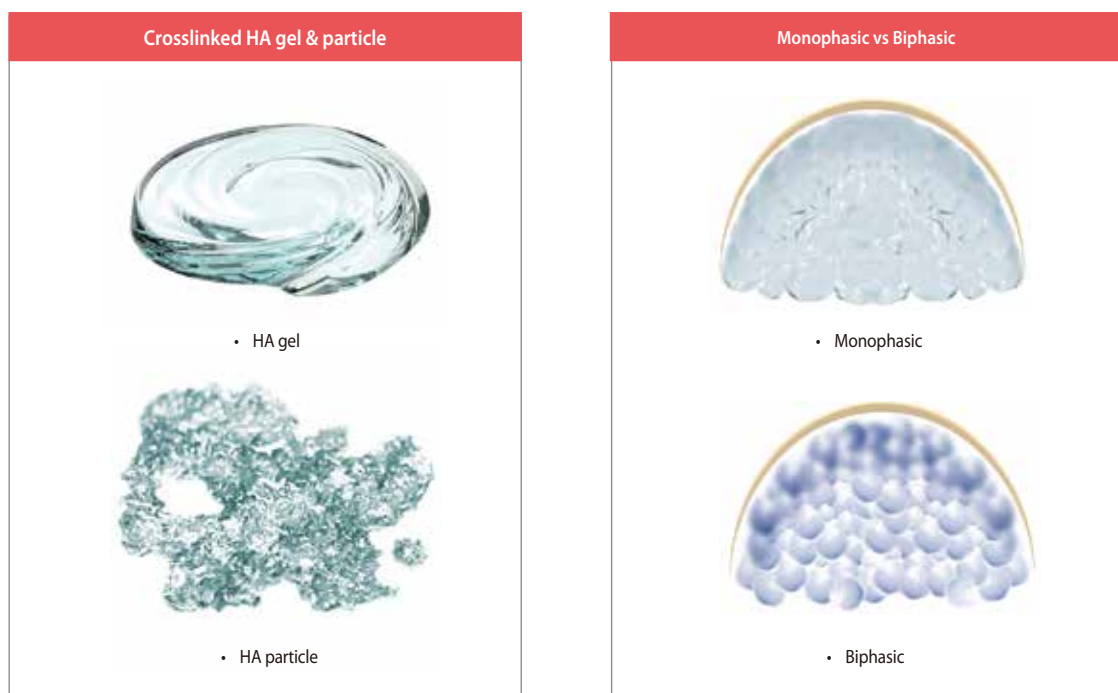 Crosslinked HA gel & particle
• HA gel
• HA particle
Monophasic vs Biphasic
• Monophasic
• Biphasic